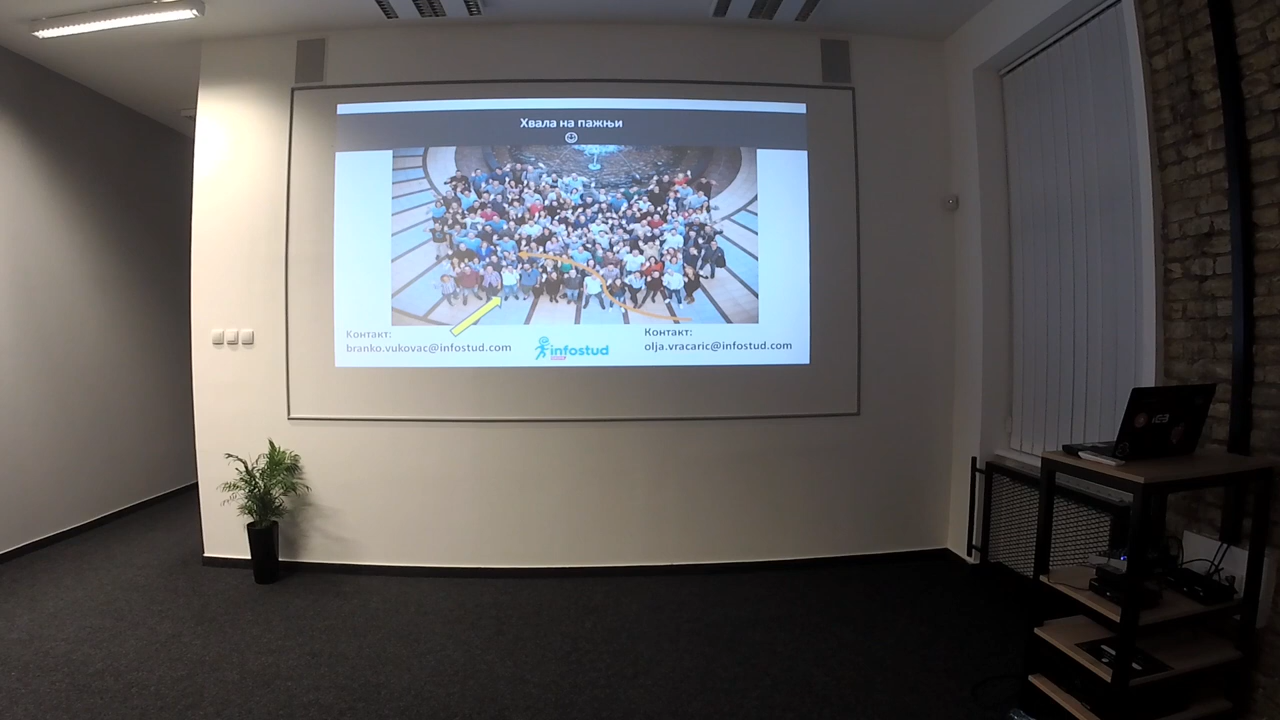 Хвала на пажњи
Контакт:
branko.vukovac@infostud.com
infostud
Контакт:
olja.vracaric@infostud.com